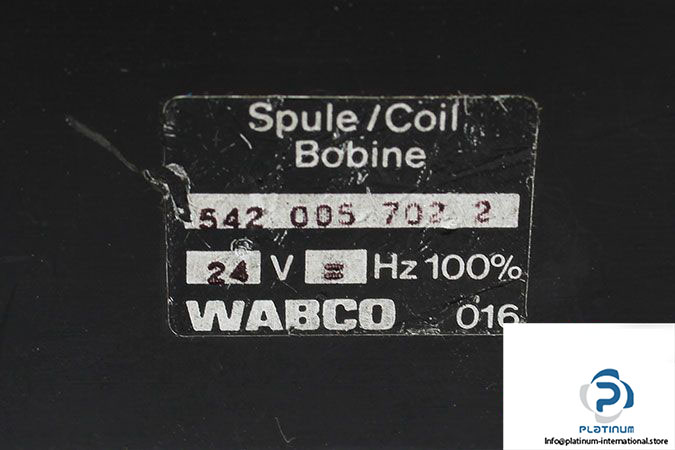 Spule/Coil
Bobine
542 005 702 2
24 V = Hz 100%
WABCO 016
PLATINUM
Info@platinum-international.store